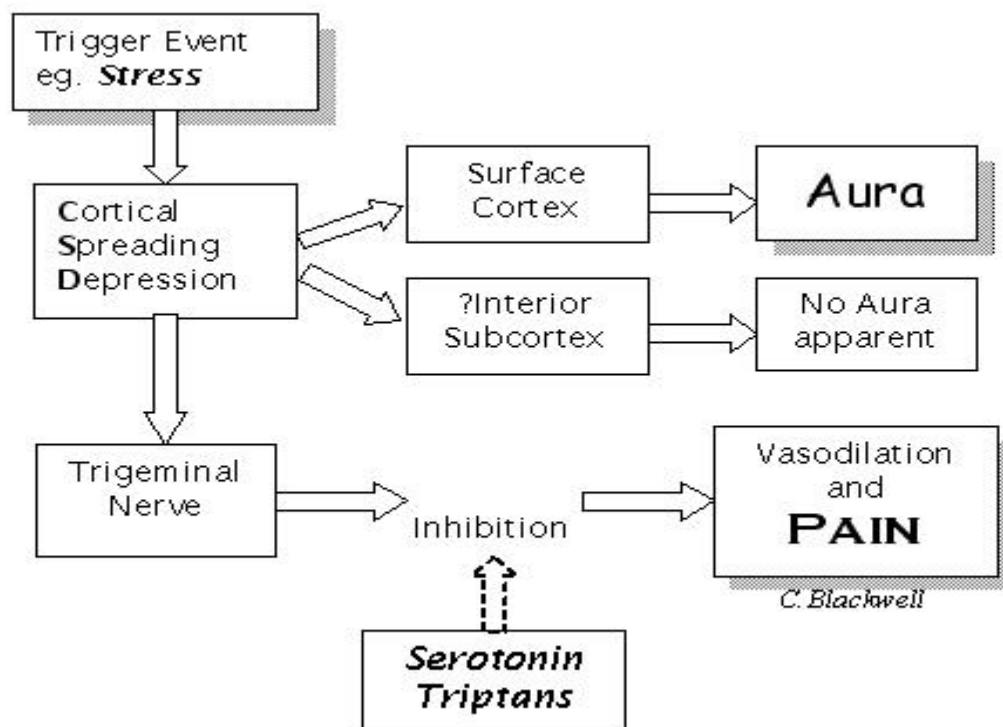 Trigger Event
eg. Stress
Cortical
Spreading
Depression
Surface
Cortex
Aura
?Interior
Subcortex
No Aura
apparent
Trigeminal
Nerve
Inhibition
Vasodilation
and
PAIN
C. Blackwell
Serotonin
Triptans